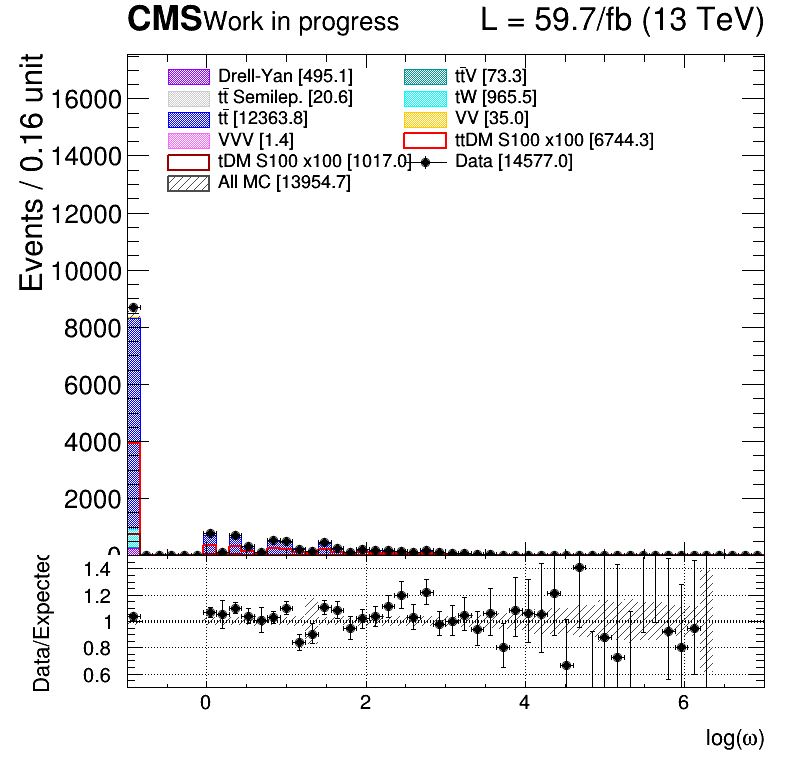 CMS Work in progress L = 59.7/fb (13 TeV)
Drell-Yan [495.1] tt̄V [73.3]
tt̄ Semilep. [20.6] tW [965.5]
tt̄ [12363.8] VV [35.0]
VVV [1.4] ttDM S100 x100 [6744.3]
tDM S100 x100 [1017.0] Data [14577.0]
All MC [13954.7]
Events / 0.16 unit
16000
14000
12000
10000
8000
6000
4000
2000
0
Data/Expected
1.4
1.2
1
0.8
0.6
0 2 4 6
log(ω)